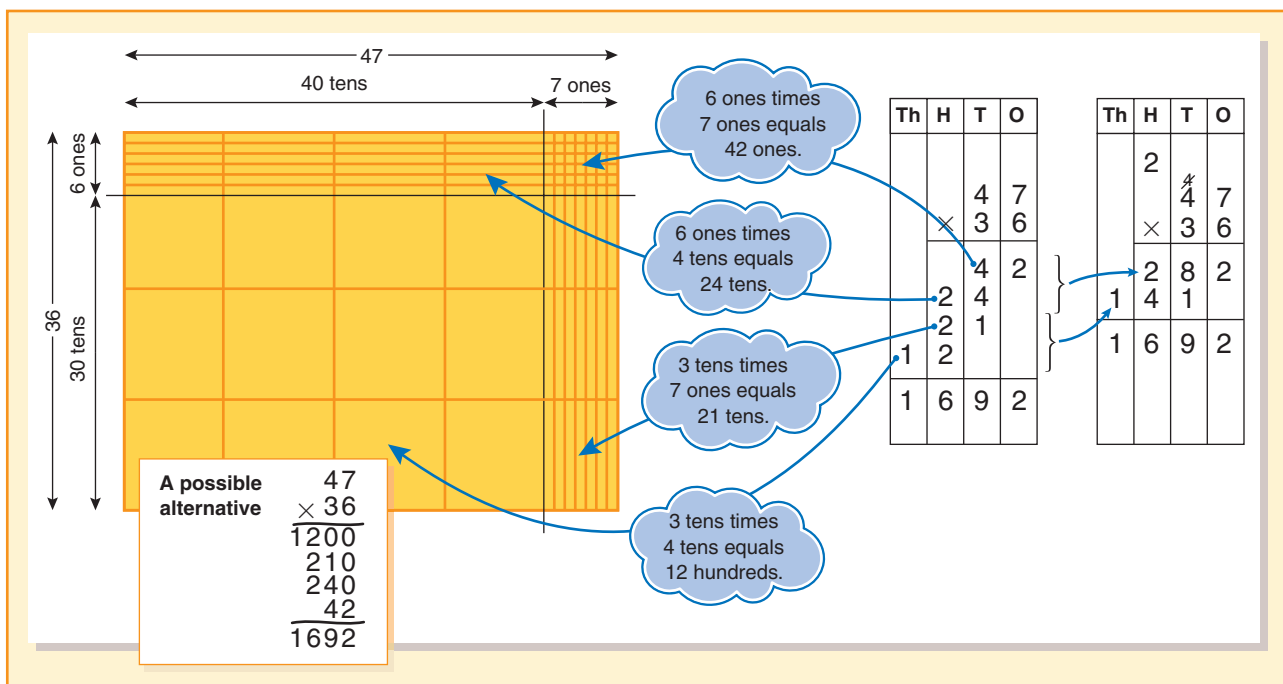 47
40 tens
7 ones
6 ones
36
30 tens
6 ones times
7 ones equals
42 ones.
6 ones times
4 tens equals
24 tens.
3 tens times
7 ones equals
21 tens.
3 tens times
4 tens equals
12 hundreds.
A possible
alternative
47
× 36
1200
210
240
42
1692
Th H T O
4 7
× 3 6
4 2
2 4
2 1
1 2
1 6 9 2
Th H T O
2
4
4 7
× 3 6
2 8 2
1 4 1
1 6 9 2